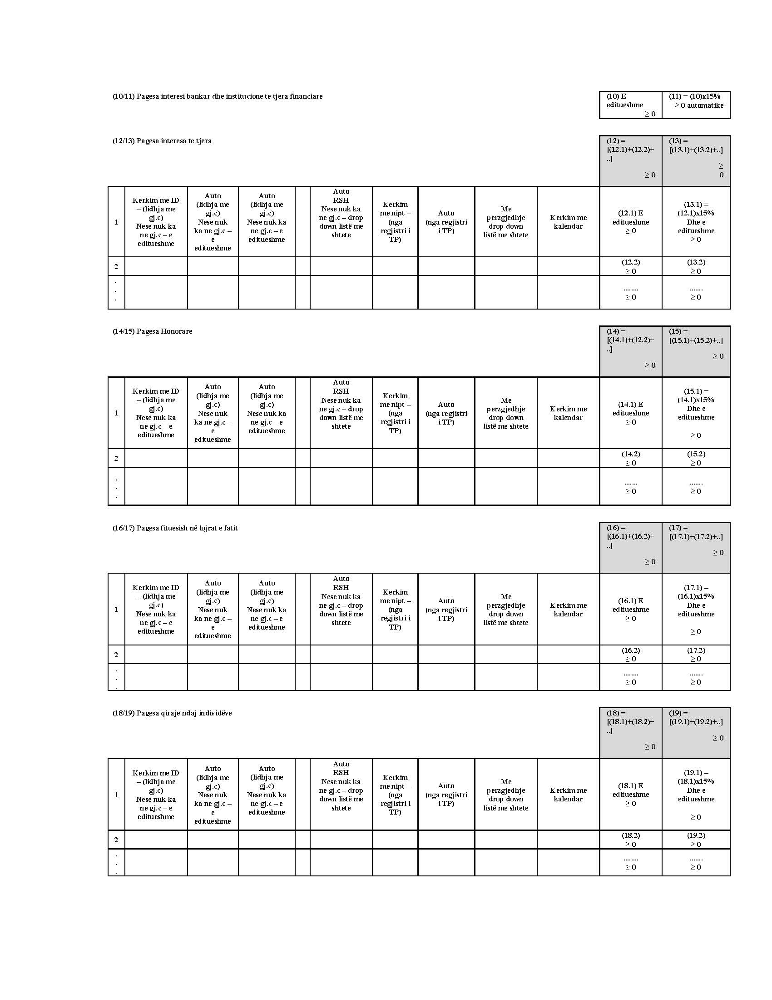 (10/11) Pagesa interesi bankar dhe institucione te tjera financiare
(10) E
editueshme
≥ 0
(11) = (10)x15%
≥ 0 automatike
(12/13) Pagesa interesa te tjera
(12) =
[(12.1)+(12.2)+
..]
≥ 0
(13) =
[(13.1)+(13.2)+..]
≥
0
1
Kerkim me ID
– (lidhja me
gj.c)
Nese nuk ka
ne gj.c – e
editueshme
Auto
(lidhja me
gj.c)
Nese nuk
ka ne gj.c –
e
editueshme
Auto
(lidhja me
gj.c)
Nese nuk ka
ne gj.c – e
editueshme
Auto
RSH
Nese nuk ka
ne gj.c – drop
down listë me
shtete
Kerkim
me nipt –
(nga
regjistri i
TP)
Auto
(nga regjistri
i TP)
Me
perzgjedhje
drop down
listë me shtete
Kerkim me
kalendar
(12.1) E
editueshme
≥ 0
(13.1) =
(12.1)x15%
Dhe e
editueshme
≥ 0
2
(12.2)
≥ 0
(13.2)
≥ 0
.
.
.
........
≥ 0
.......
≥ 0
(14/15) Pagesa Honorare
(14) =
[(14.1)+(12.2)+
..]
≥ 0
(15) =
[(15.1)+(15.2)+..]
≥ 0
1
Kerkim me ID
– (lidhja me
gj.c)
Nese nuk ka
ne gj.c – e
editueshme
Auto
(lidhja me
gj.c)
Nese nuk
ka ne gj.c –
e
editueshme
Auto
(lidhja me
gj.c)
Nese nuk ka
ne gj.c – e
editueshme
Auto
RSH
Nese nuk ka
ne gj.c – drop
down listë me
shtete
Kerkim
me nipt –
(nga
regjistri i
TP)
Auto
(nga regjistri
i TP)
Me
perzgjedhje
drop down
listë me shtete
Kerkim me
kalendar
(14.1) E
editueshme
≥ 0
(15.1) =
(14.1)x15%
Dhe e
editueshme
≥ 0
2
(14.2)
≥ 0
(15.2)
≥ 0
.
.
.
.......
≥ 0
.......
≥ 0
(16/17) Pagesa fituesish në lojrat e fatit
(16) =
[(16.1)+(16.2)+
..]
≥ 0
(17) =
[(17.1)+(17.2)+..]
≥ 0
1
Kerkim me ID
– (lidhja me
gj.c)
Nese nuk ka
ne gj.c – e
editueshme
Auto
(lidhja me
gj.c)
Nese nuk
ka ne gj.c –
e
editueshme
Auto
(lidhja me
gj.c)
Nese nuk ka
ne gj.c – e
editueshme
Auto
RSH
Nese nuk ka
ne gj.c – drop
down listë me
shtete
Kerkim
me nipt –
(nga
regjistri i
TP)
Auto
(nga regjistri
i TP)
Me
perzgjedhje
drop down
listë me shtete
Kerkim me
kalendar
(16.1) E
editueshme
≥ 0
(17.1) =
(16.1)x15%
Dhe e
editueshme
≥ 0
2
(16.2)
≥ 0
(17.2)
≥ 0
.
.
.
........
≥ 0
.......
≥ 0
(18/19) Pagesa qiraje ndaj individëve
(18) =
[(18.1)+(18.2)+
..]
≥ 0
(19) =
[(19.1)+(19.2)+..]
≥ 0
1
Kerkim me ID
– (lidhja me
gj.c)
Nese nuk ka
ne gj.c – e
editueshme
Auto
(lidhja me
gj.c)
Nese nuk
ka ne gj.c –
e
editueshme
Auto
(lidhja me
gj.c)
Nese nuk ka
ne gj.c – e
editueshme
Auto
RSH
Nese nuk ka
ne gj.c – drop
down listë me
shtete
Kerkim
me nipt –
(nga
regjistri i
TP)
Auto
(nga regjistri
i TP)
Me
perzgjedhje
drop down
listë me shtete
Kerkim me
kalendar
(18.1) E
editueshme
≥ 0
(19.1) =
(18.1)x15%
Dhe e
editueshme
≥ 0
2
(18.2)
≥ 0
(19.2)
≥ 0
.
.
.
........
≥ 0
.......
≥ 0